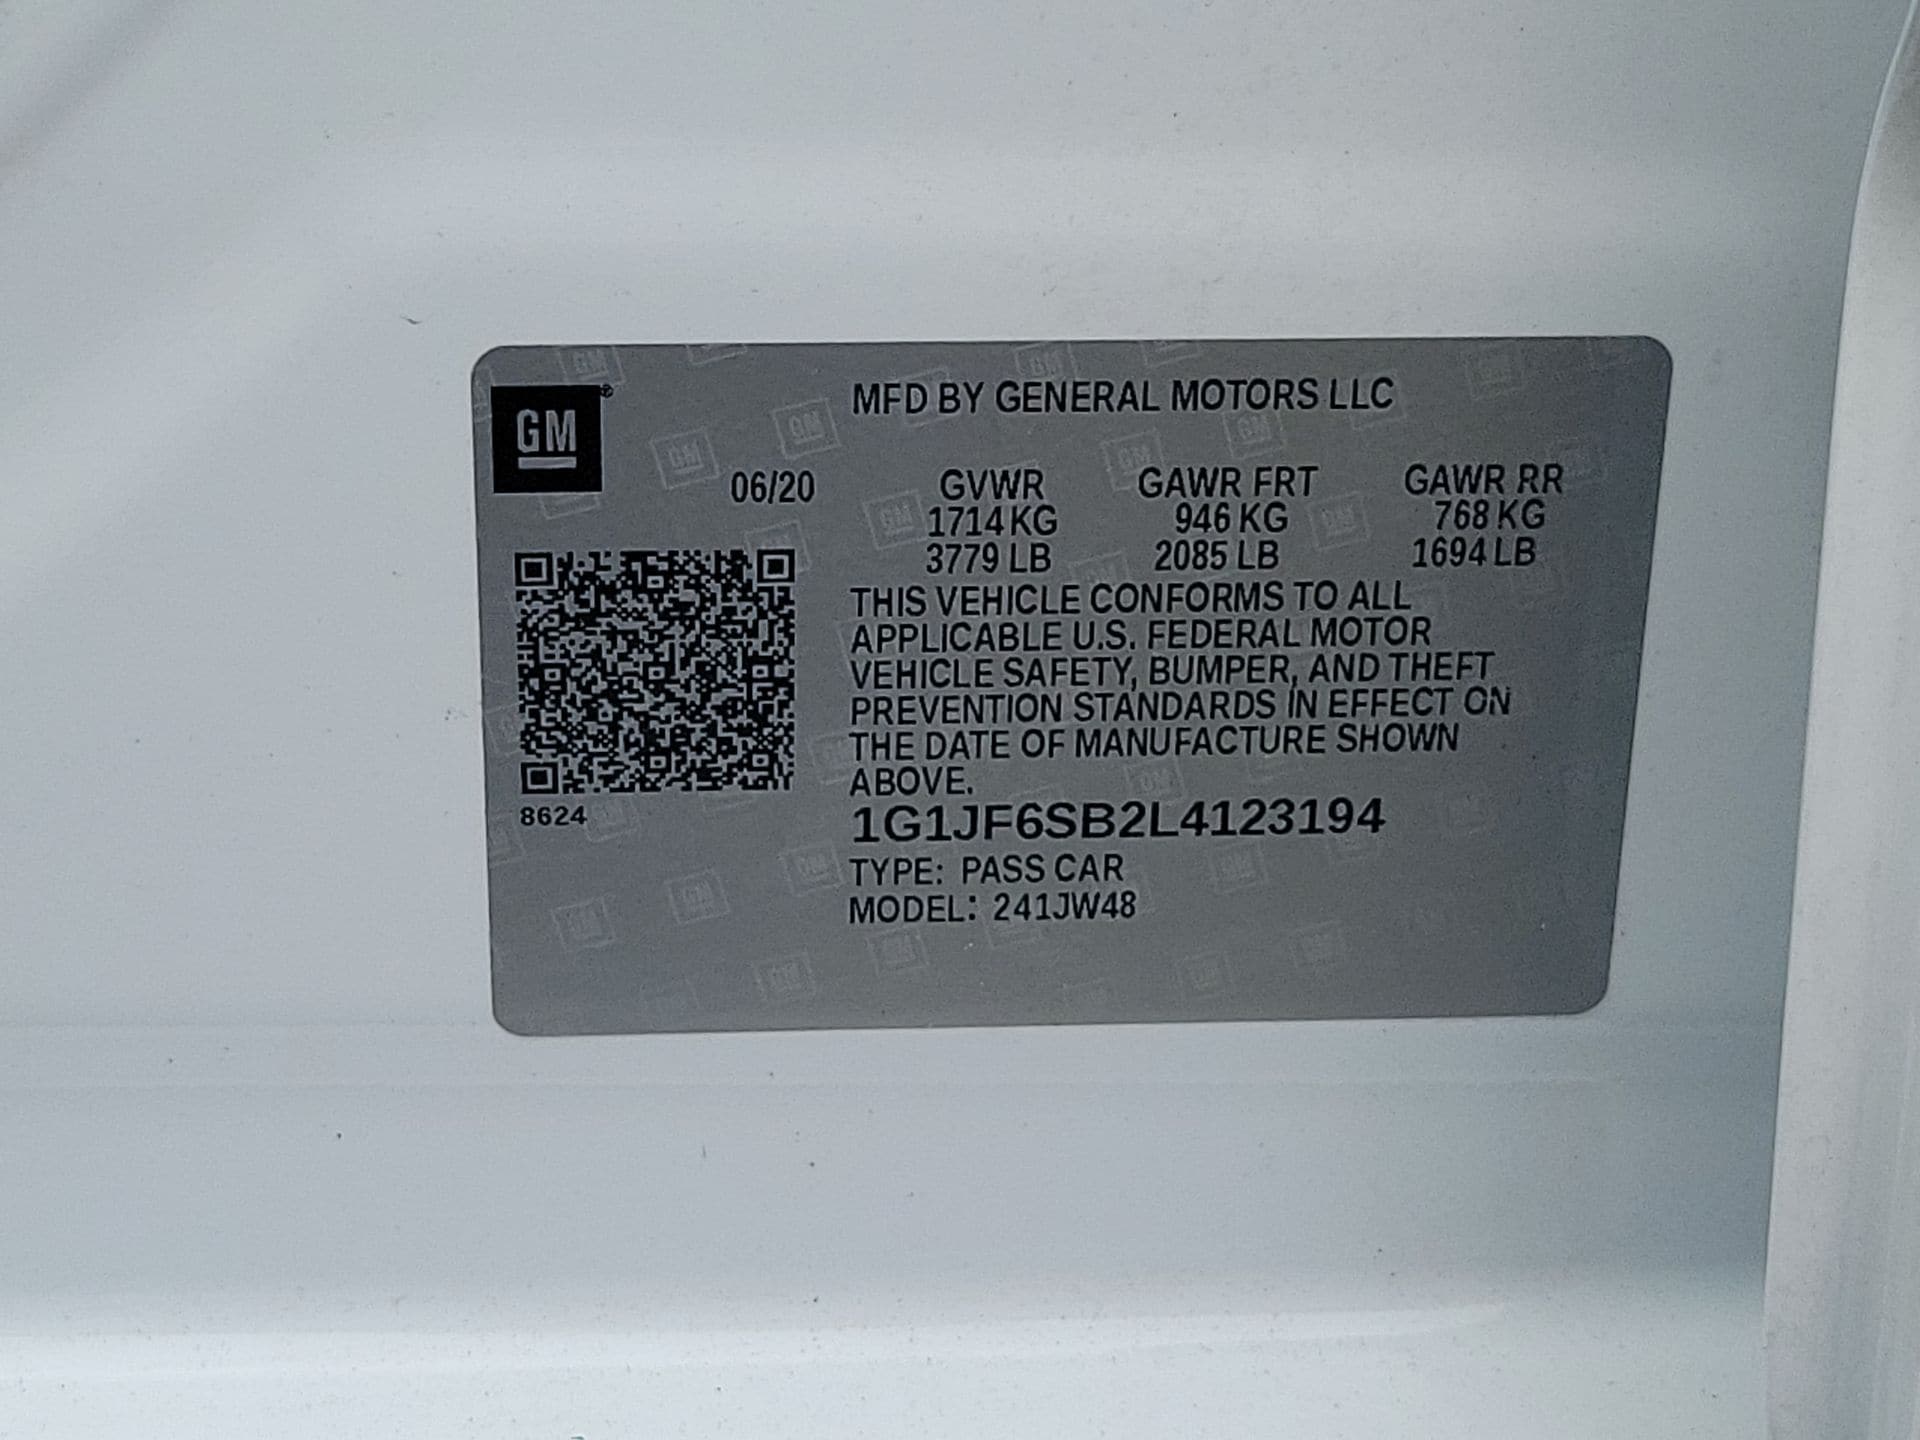 GM®
MFD BY GENERAL MOTORS LLC
06/20 GVWR GAWR FRT GAWR RR
1714 KG 946 KG 768 KG
3779 LB 2085 LB 1694 LB
THIS VEHICLE CONFORMS TO ALL
APPLICABLE U.S. FEDERAL MOTOR
VEHICLE SAFETY, BUMPER, AND THEFT
PREVENTION STANDARDS IN EFFECT ON
THE DATE OF MANUFACTURE SHOWN
ABOVE.
8624
1G1JF6SB2L4123194
TYPE: PASS CAR
MODEL: 241JW48